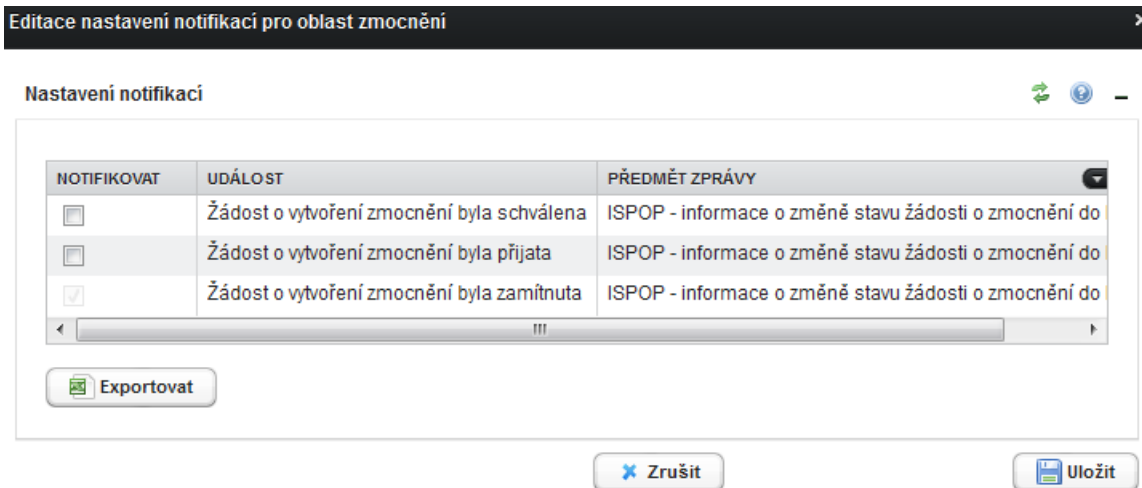 Editace nastavení notifikací pro oblast zmocnění
Nastavení notifikací
NOTIFIKOVAT UDÁLOST PŘEDMĚT ZPRÁVY
Žádost o vytvoření zmocnění byla schválena ISPOP - informace o změně stavu žádosti o zmocnění do
Žádost o vytvoření zmocnění byla přijata ISPOP - informace o změně stavu žádosti o zmocnění do
Žádost o vytvoření zmocnění byla zamítnuta ISPOP - informace o změně stavu žádosti o zmocnění do
Exportovat
Zrušit Uložit